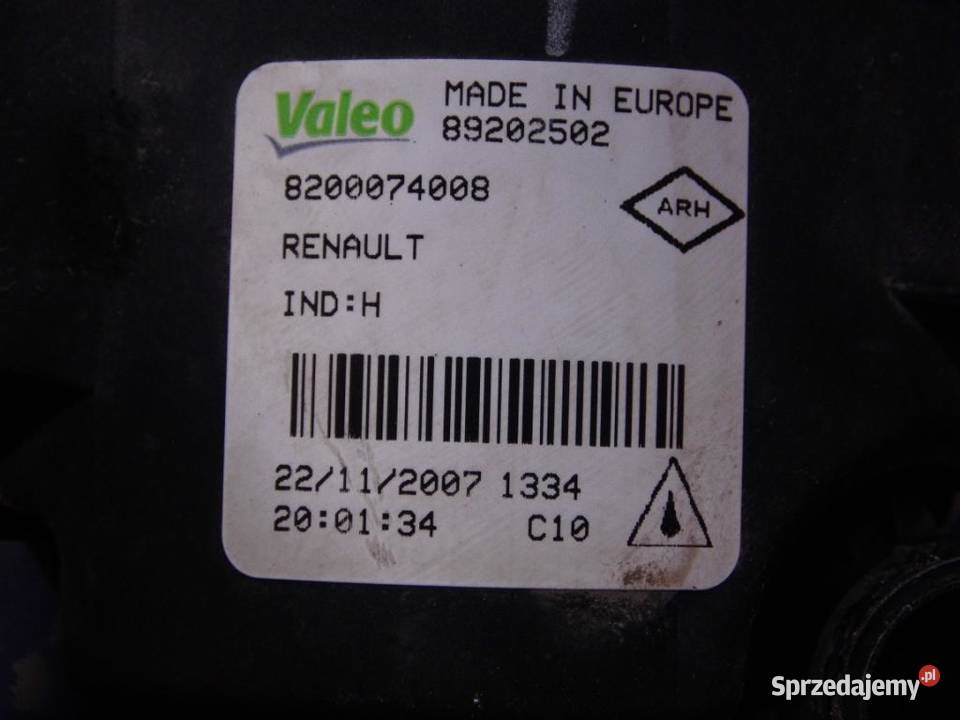 Valeo MADE IN EUROPE
89202502
8200074008
ARH
RENAULT
IND:H
22/11/2007 1334
20:01:34 C10
Sprzedajemy.pl